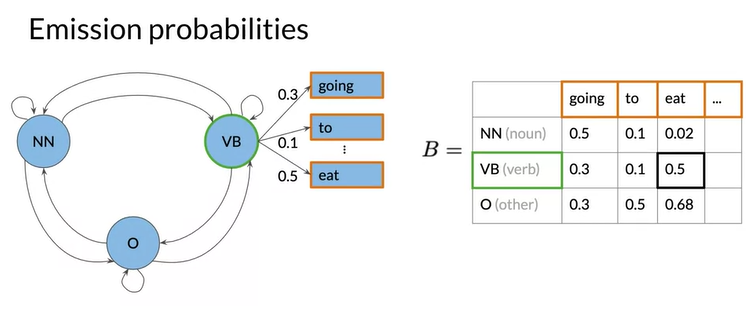 Emission probabilities
NN
VB
O
0.3
going
0.1
to
⋮
0.5
eat
B =
going to eat ...
NN (noun) 0.5 0.1 0.02
VB (verb) 0.3 0.1 0.5
O (other) 0.3 0.5 0.68